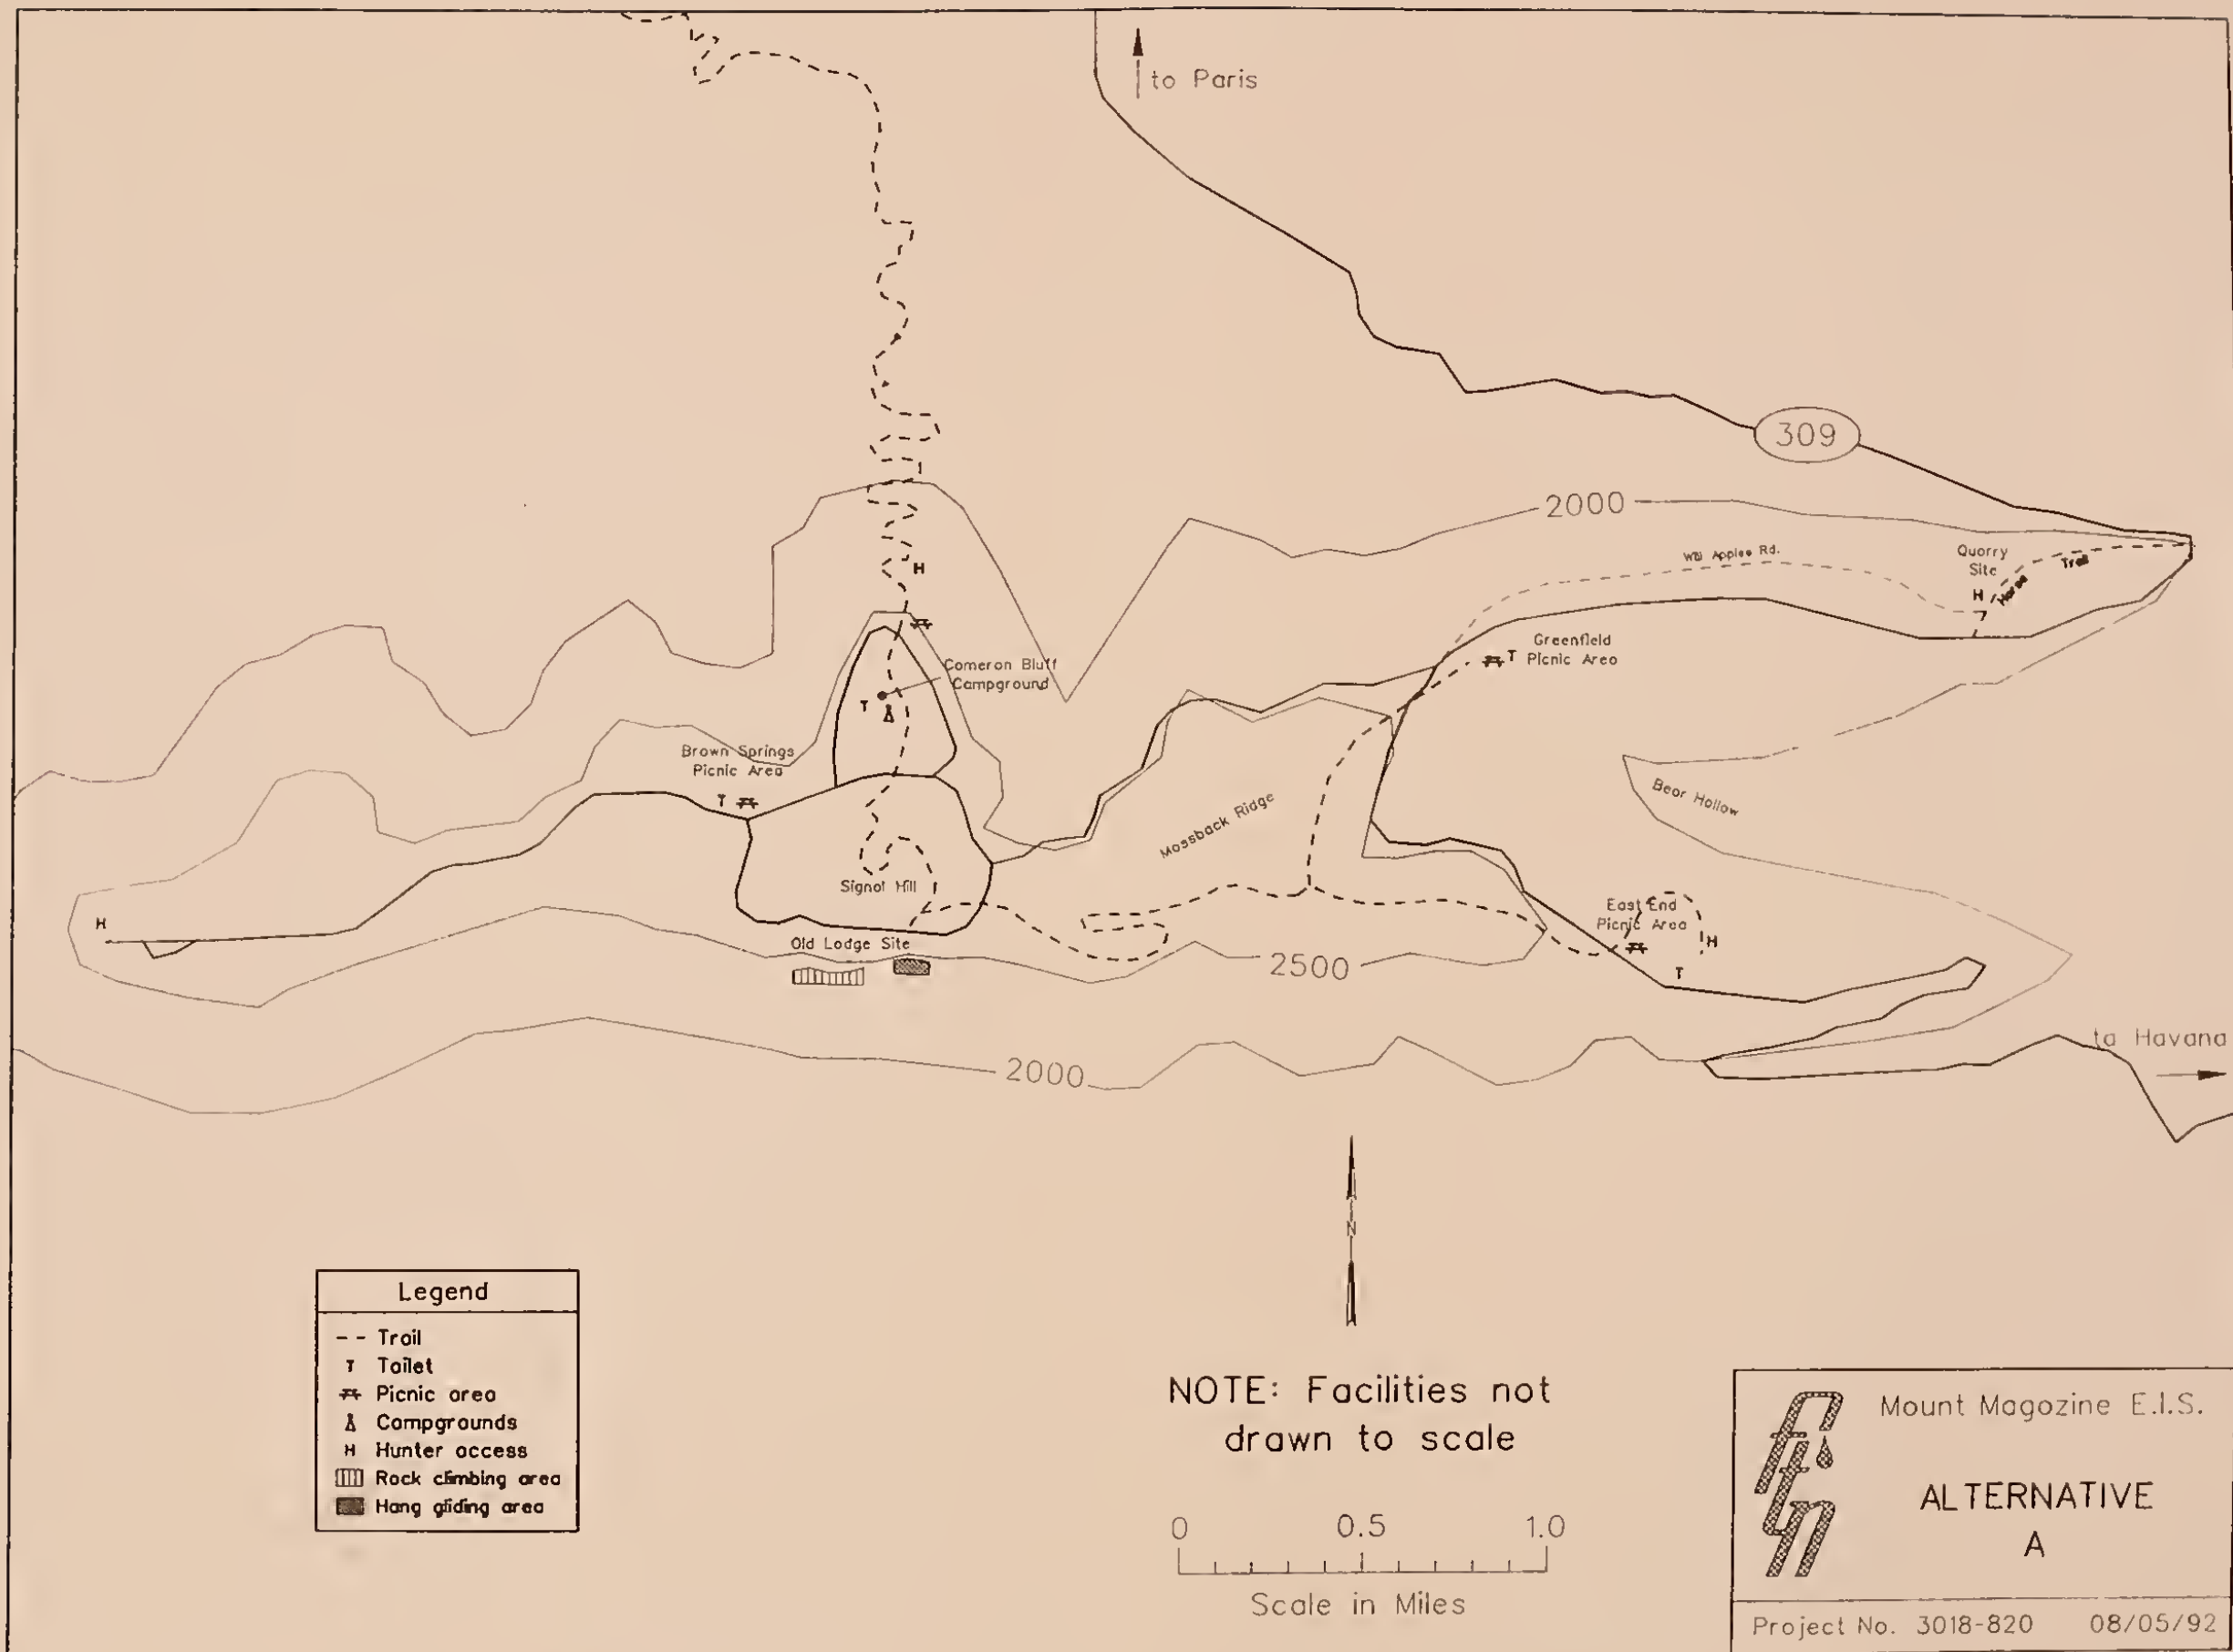 to Paris
309
2000
WBJ Applee Rd.
Quarry
Site
H
Horse Trail
H
Greenfield
T Picnic Area
Cameron Bluff
Campground
T
Brown Springs
Picnic Area
T
Bear Hollow
Mossback Ridge
Signal Hill
H
East End
Picnic Area
H
T
Old Lodge Site
2500
to Havana
2000
N
Legend
Trail
T Toilet
Picnic area
Campgrounds
H Hunter access
Rock climbing area
Hang gliding area
NOTE: Facilities not
drawn to scale
0 0.5 1.0
Scale in Miles
Mount Magazine E.I.S.
ALTERNATIVE
A
Project No. 3018-820 08/05/92